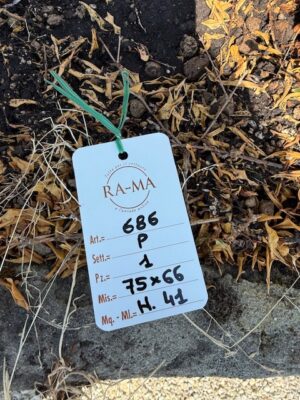 RA-MA
Art.= 686
Sett.= P
Pz.= 1
Mis.= 75x66
Mq. - Ml.= H. 41